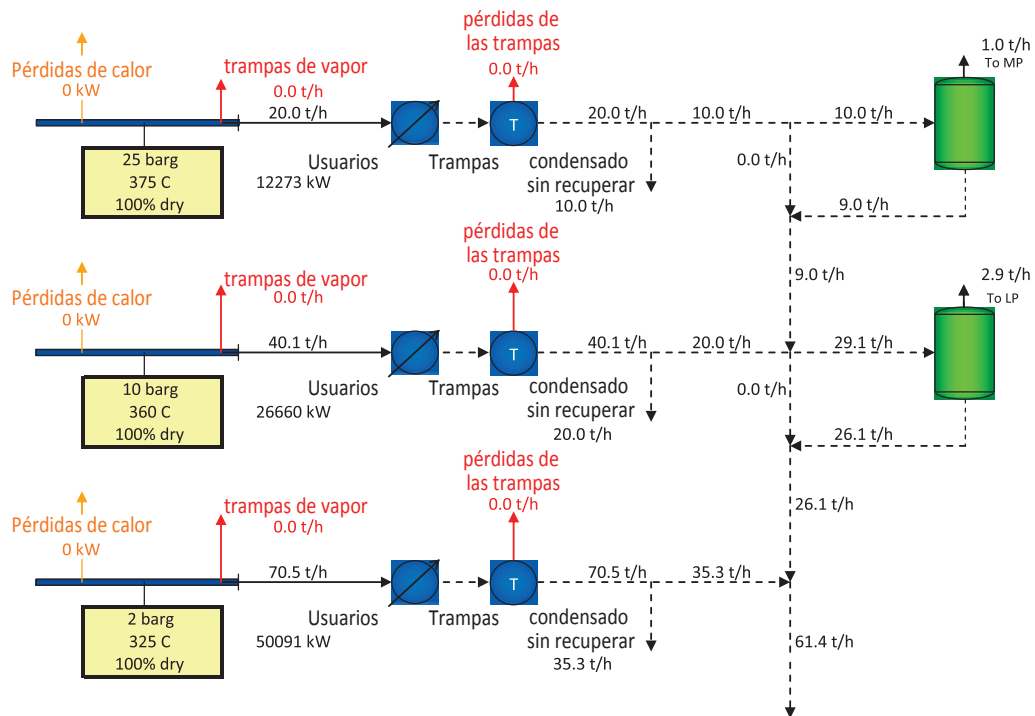 pérdidas de
las trampas
0.0 t/h
1.0 t/h
To MP
Pérdidas de calor
0 kW
trampas de vapor
0.0 t/h
20.0 t/h
T
20.0 t/h
10.0 t/h
10.0 t/h
25 barg
375 C
100% dry
Usuarios
12273 kW
Trampas
condensado
sin recuperar
10.0 t/h
0.0 t/h
9.0 t/h
pérdidas de
las trampas
0.0 t/h
9.0 t/h
2.9 t/h
To LP
Pérdidas de calor
0 kW
trampas de vapor
0.0 t/h
40.1 t/h
T
40.1 t/h
20.0 t/h
29.1 t/h
10 barg
360 C
100% dry
Usuarios
26660 kW
Trampas
condensado
sin recuperar
20.0 t/h
0.0 t/h
26.1 t/h
pérdidas de
las trampas
0.0 t/h
26.1 t/h
Pérdidas de calor
0 kW
trampas de vapor
0.0 t/h
70.5 t/h
T
70.5 t/h
35.3 t/h
2 barg
325 C
100% dry
Usuarios
50091 kW
Trampas
condensado
sin recuperar
35.3 t/h
61.4 t/h